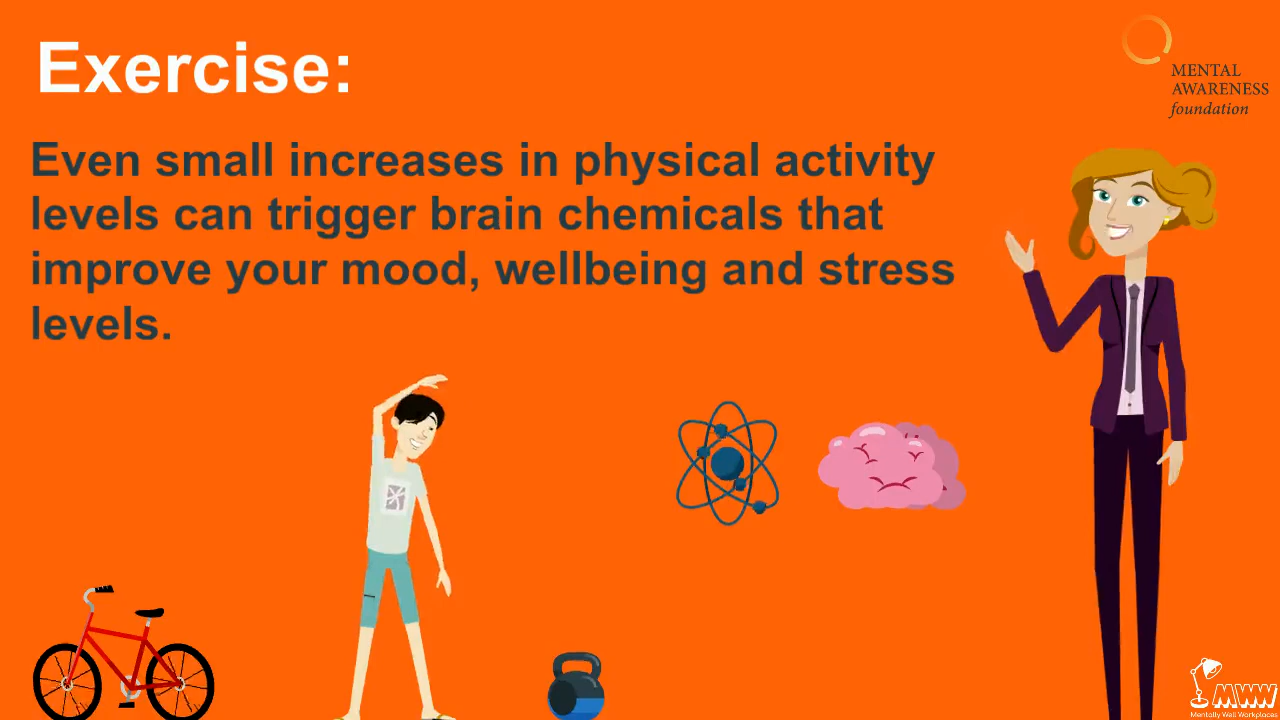 Exercise:
MENTAL
AWARENESS
foundation
Even small increases in physical activity
levels can trigger brain chemicals that
improve your mood, wellbeing and stress
levels.
MWW
Mentally Well Workplaces